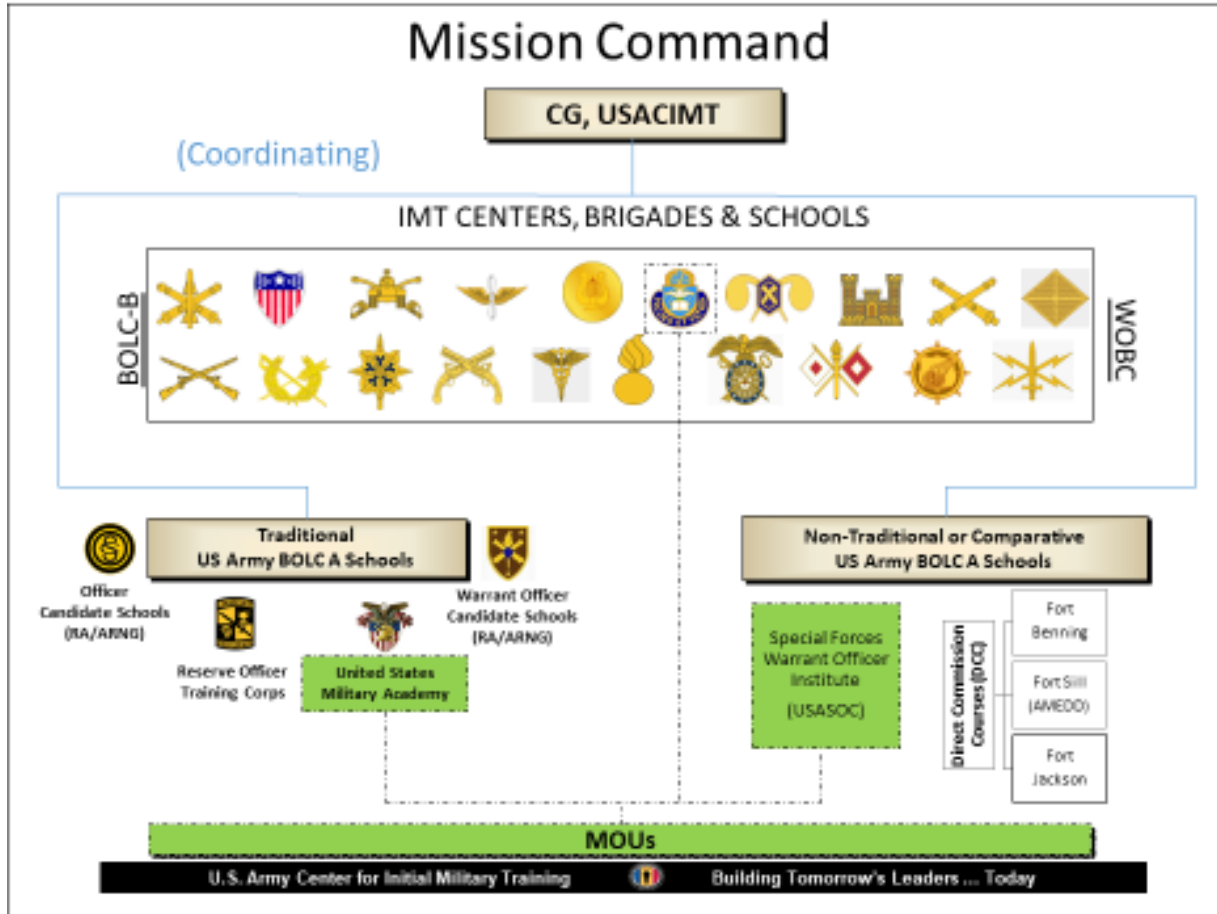 Mission Command
CG, USACIMT
(Coordinating)
IMT CENTERS, BRIGADES & SCHOOLS
BOLC-B
WOBC
Traditional
US Army BOLC A Schools
Officer
Candidate Schools
(RA/ARNG)
Reserve Officer
Training Corps
United States
Military Academy
Warrant Officer
Candidate Schools
(RA/ARNG)
Non-Traditional or Comparative
US Army BOLC A Schools
Special Forces
Warrant Officer
Institute
(USASOC)
Direct Commission
Courses (DCC)
Fort
Benning
Fort Sill
(AMEDD)
Fort
Jackson
MOUs
U.S. Army Center for Initial Military Training
Building Tomorrow's Leaders ... Today